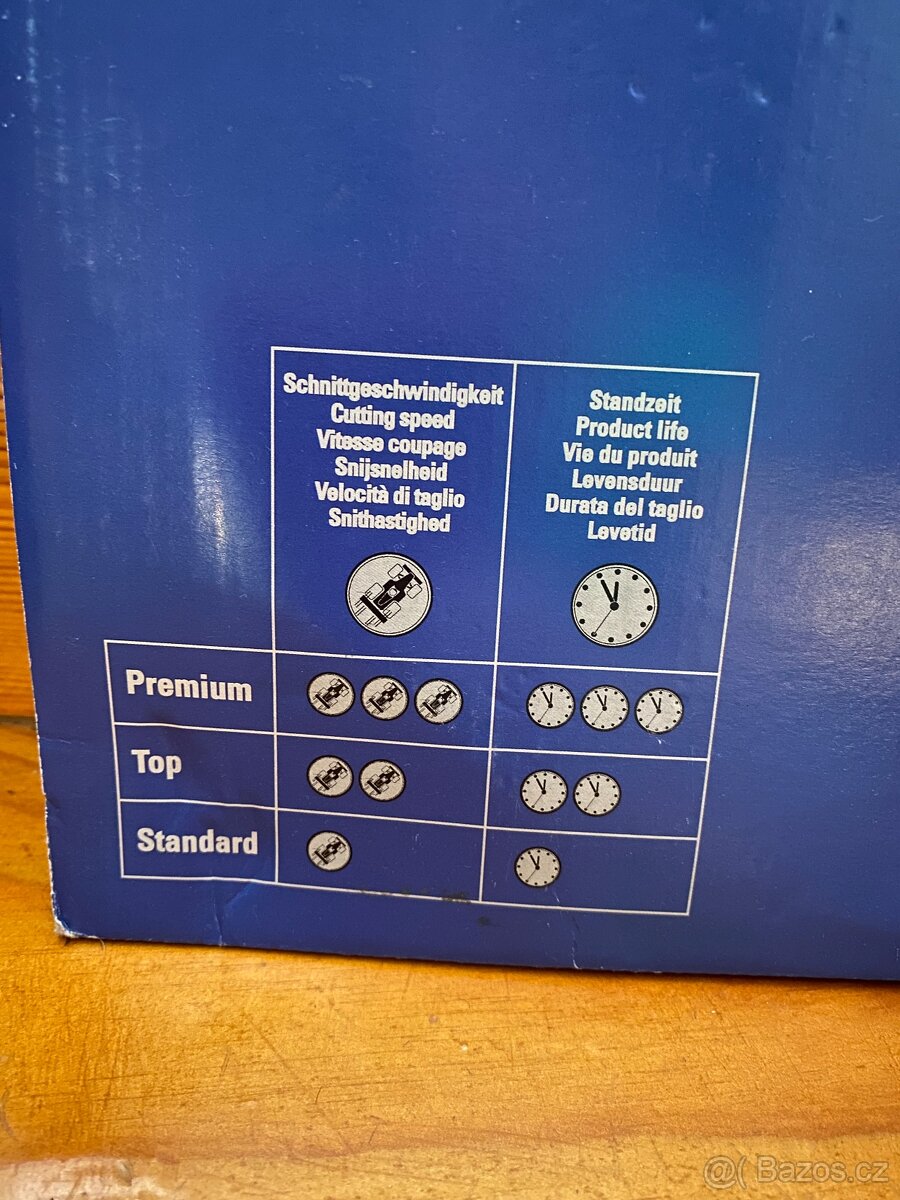 Schnittgeschwindigkeit
Cutting speed
Vitesse coupage
Snijsnelheid
Velocità di taglio
Snithastighed
Standzeit
Product life
Vie du produit
Levensduur
Durata del taglio
Levetid
Premium
Top
Standard
@( Bazos.cz